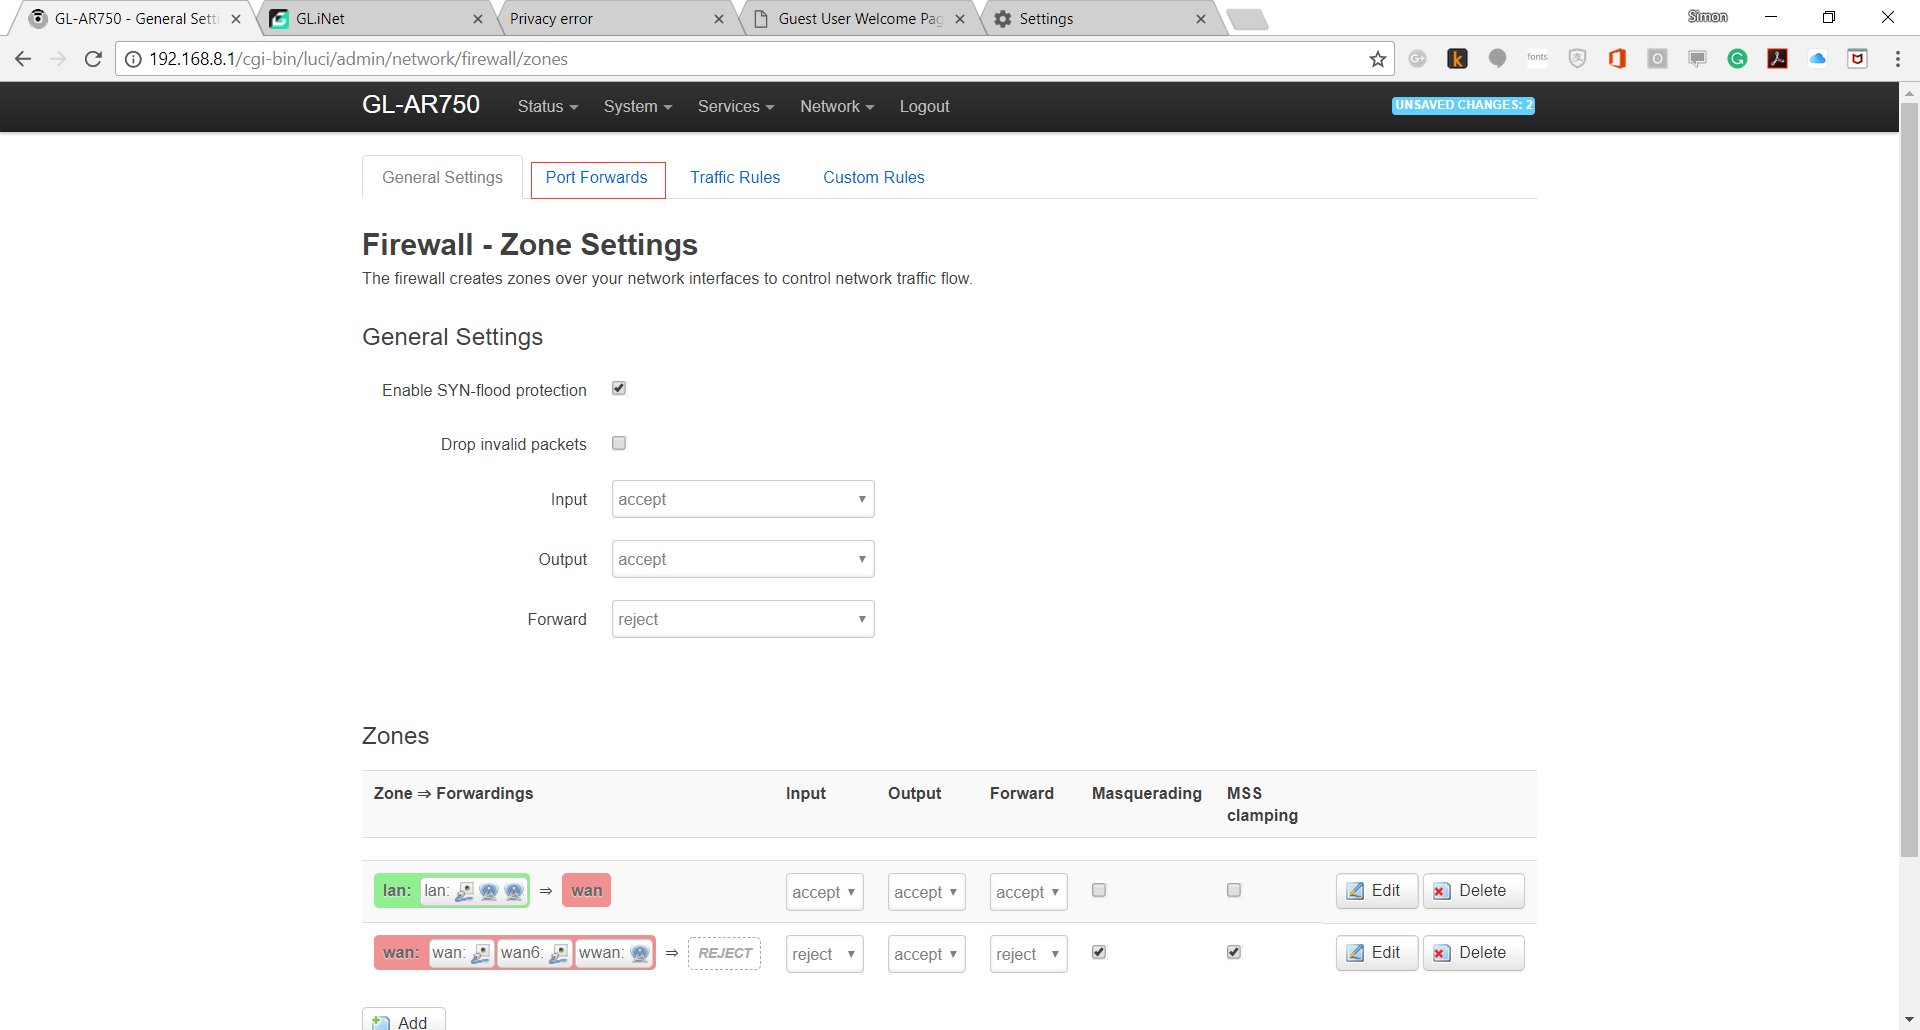 GL-AR750 - General Setti
GL.iNet
Privacy error
Guest User Welcome Pag
Settings
Simon
192.168.8.1/cgi-bin/luci/admin/network/firewall/zones
fonts
GL-AR750 Status System Services Network Logout UNSAVED CHANGES: 2
General Settings Port Forwards Traffic Rules Custom Rules
Firewall - Zone Settings
The firewall creates zones over your network interfaces to control network traffic flow.
General Settings
Enable SYN-flood protection
Drop invalid packets
Input accept
Output accept
Forward reject
Zones
Zone ⇒ Forwardings Input Output Forward Masquerading MSS clamping
lan: lan: ⇒ wan accept accept accept Edit Delete
wan: wan: wan6: wwan: ⇒ REJECT reject accept reject Edit Delete
Add